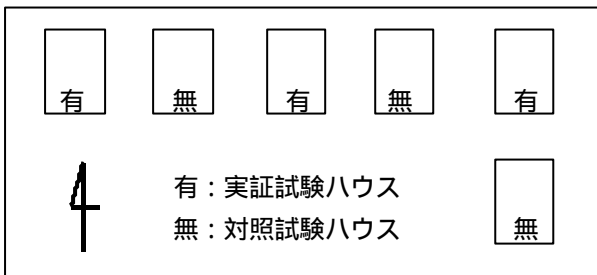 有 無 有 無 有
有：実証試験ハウス
無：対照試験ハウス
無